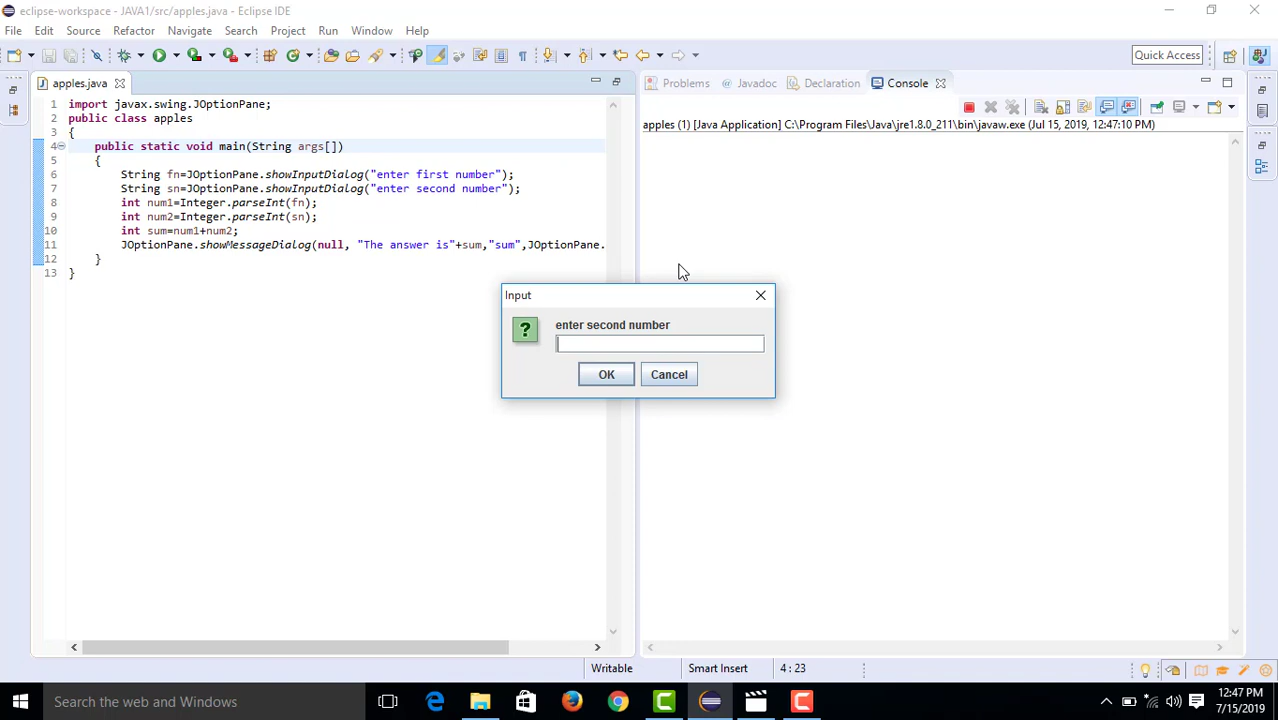 eclipse-workspace - JAVA1/src/apples.java - Eclipse IDE
File Edit Source Refactor Navigate Search Project Run Window Help
Quick Access
apples.java
Problems @ Javadoc Declaration Console
apples (1) [Java Application] C:\Program Files\Java\jre1.8.0_211\bin\javaw.exe (Jul 15, 2019, 12:47:10 PM)
1 import javax.swing.JOptionPane;
2 public class apples
3 {
4 public static void main(String args[])
5 {
6 String fn=JOptionPane.showInputDialog("enter first number");
7 String sn=JOptionPane.showInputDialog("enter second number");
8 int num1=Integer.parseInt(fn);
9 int num2=Integer.parseInt(sn);
10 int sum=num1+num2;
11 JOptionPane.showMessageDialog(null, "The answer is"+sum,"sum",JOptionPane.
12 }
13 }
Input
? enter second number
OK Cancel
Writable Smart Insert 4 : 23
Search the web and Windows
12:47 PM
7/15/2019